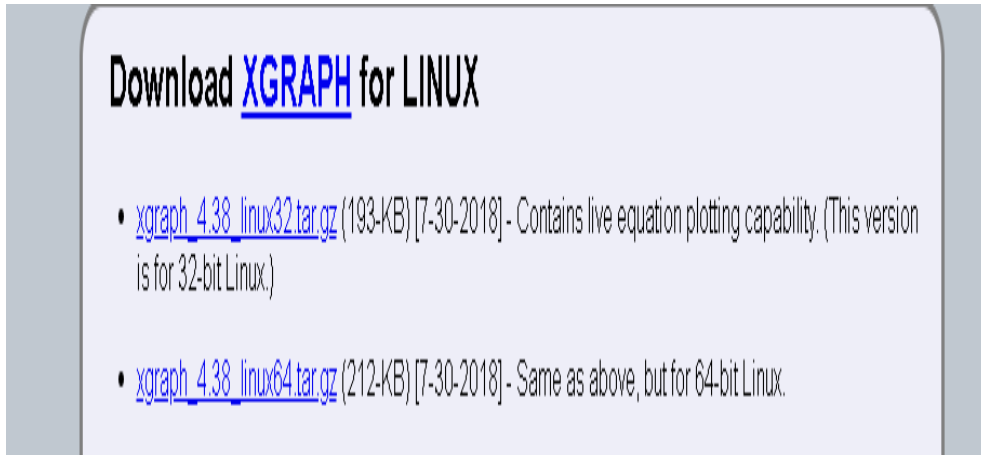 Download XGRAPH for LINUX
xgraph_4.38_linux32.tar.gz (193-KB) [7-30-2018] - Contains live equation plotting capability. (This version
is for 32-bit Linux.)
xgraph_4.38_linux64.tar.gz (212-KB) [7-30-2018] - Same as above, but for 64-bit Linux.